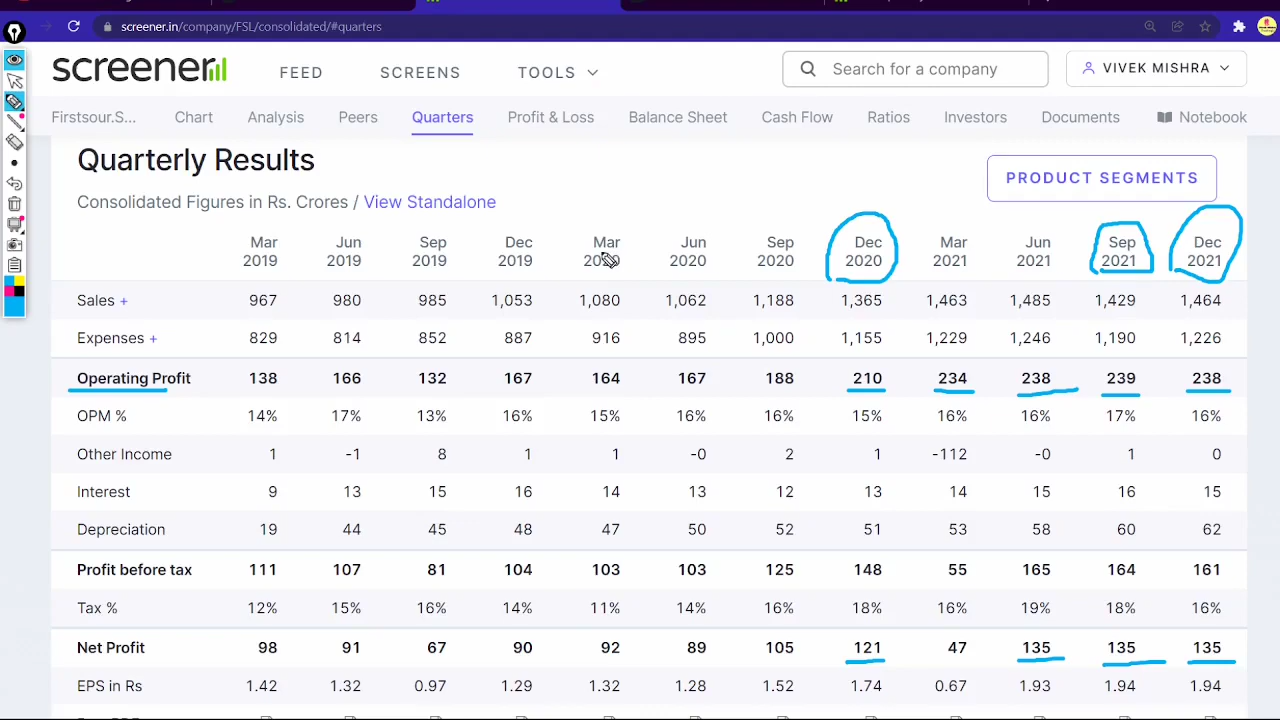 screener.in/company/FSL/consolidated/#quarters
screener
FEED SCREENS TOOLS Search for a company VIVEK MISHRA
Firstsour.S... Chart Analysis Peers Quarters Profit & Loss Balance Sheet Cash Flow Ratios Investors Documents Notebook
Quarterly Results
PRODUCT SEGMENTS
Consolidated Figures in Rs. Crores / View Standalone
Mar Jun Sep Dec Mar Jun Sep Dec Mar Jun Sep Dec
2019 2019 2019 2019 2020 2020 2020 2020 2021 2021 2021 2021
Sales + 967 980 985 1,053 1,080 1,062 1,188 1,365 1,463 1,485 1,429 1,464
Expenses + 829 814 852 887 916 895 1,000 1,155 1,229 1,246 1,190 1,226
Operating Profit 138 166 132 167 164 167 188 210 234 238 239 238
OPM % 14% 17% 13% 16% 15% 16% 16% 15% 16% 16% 17% 16%
Other Income 1 -1 8 1 1 -0 2 1 -112 -0 1 0
Interest 9 13 15 16 14 13 12 13 14 15 16 15
Depreciation 19 44 45 48 47 50 52 51 53 58 60 62
Profit before tax 111 107 81 104 103 103 125 148 55 165 164 161
Tax % 12% 15% 16% 14% 11% 14% 16% 18% 16% 19% 18% 16%
Net Profit 98 91 67 90 92 89 105 121 47 135 135 135
EPS in Rs 1.42 1.32 0.97 1.29 1.32 1.28 1.52 1.74 0.67 1.93 1.94 1.94